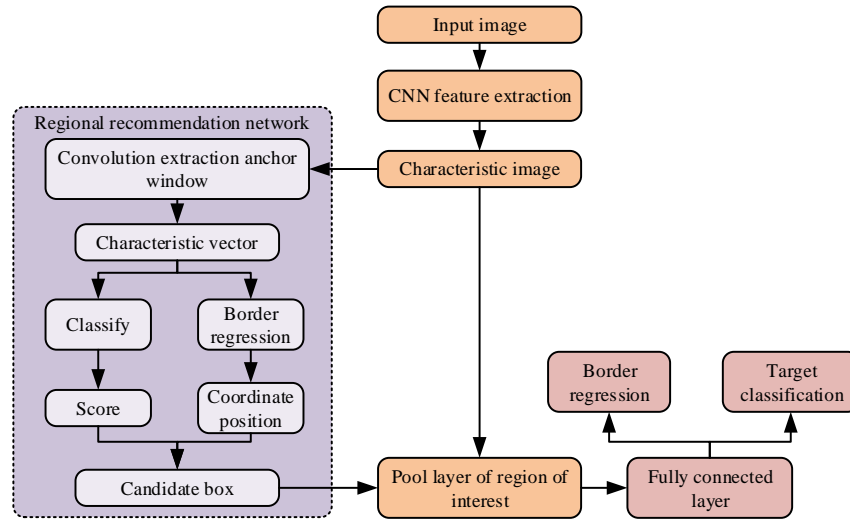 Input image
CNN feature extraction
Regional recommendation network
Convolution extraction anchor
window
Characteristic image
Characteristic vector
Classify
Border
regression
Score
Coordinate
position
Candidate box
Border
regression
Target
classification
Pool layer of region of
interest
Fully connected
layer